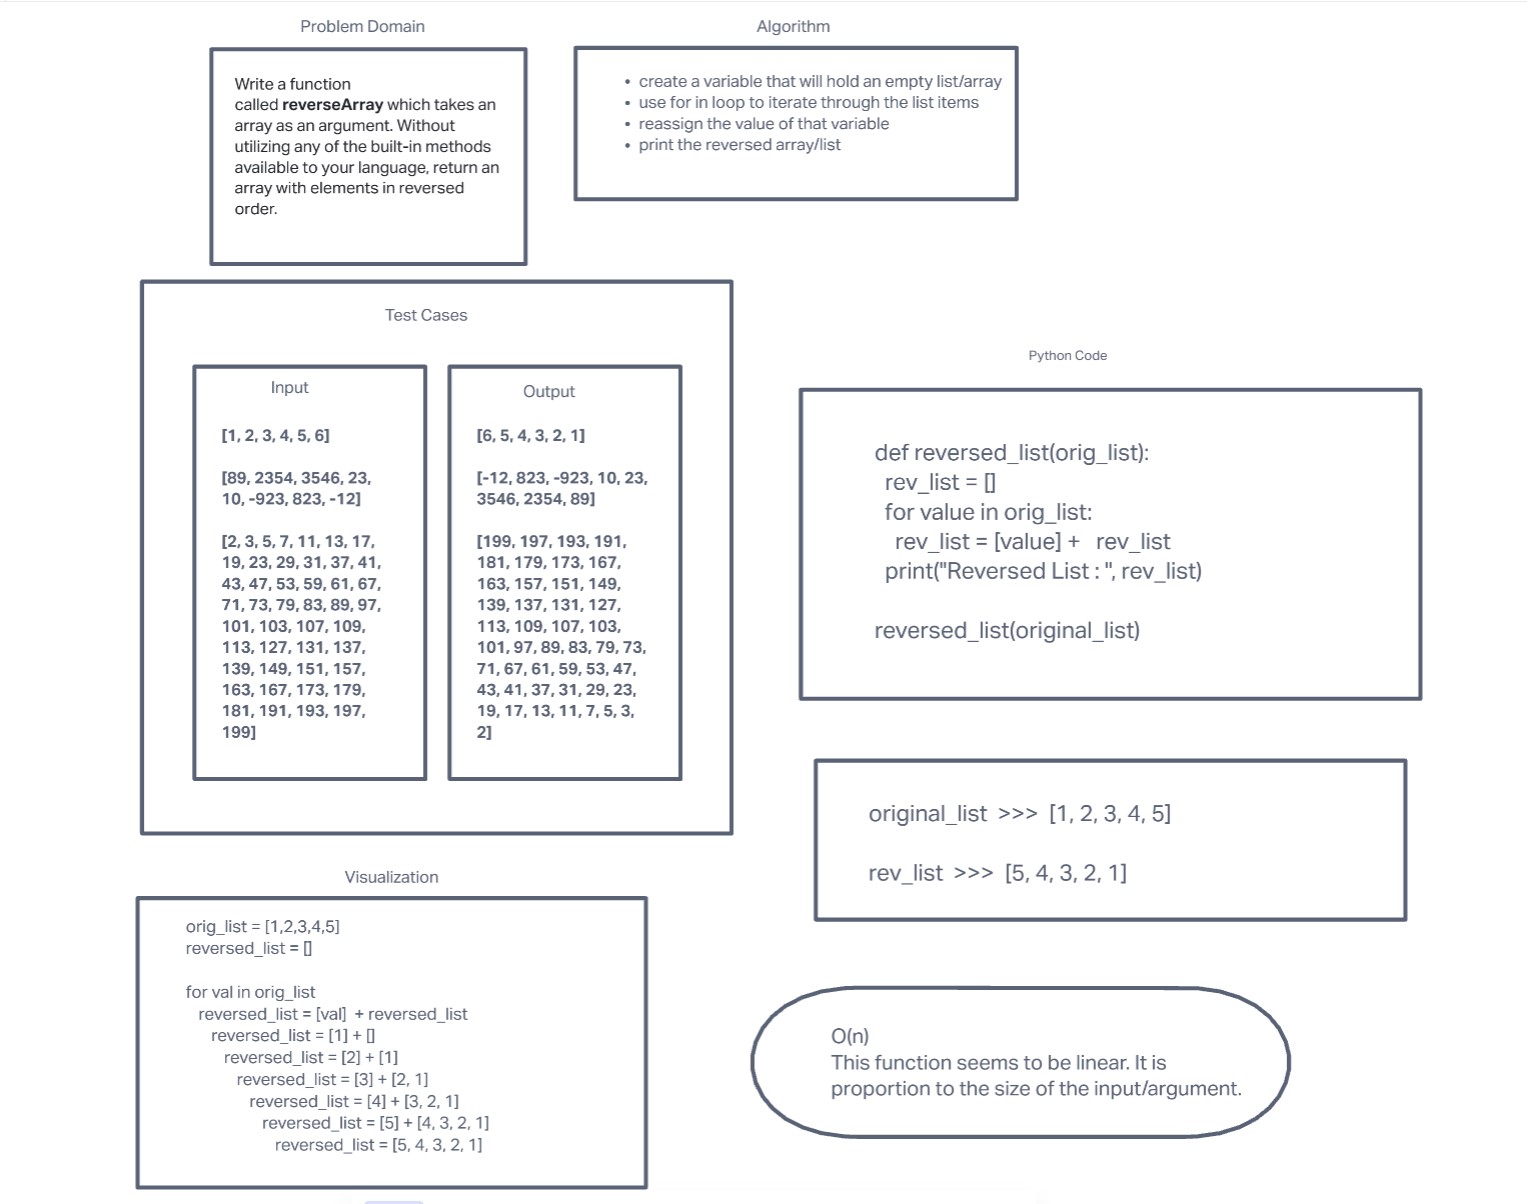 Problem Domain
Write a function
called reverseArray which takes an
array as an argument. Without
utilizing any of the built-in methods
available to your language, return an
array with elements in reversed
order.
Algorithm
• create a variable that will hold an empty list/array
• use for in loop to iterate through the list items
• reassign the value of that variable
• print the reversed array/list
Test Cases
Input
[1, 2, 3, 4, 5, 6]
[89, 2354, 3546, 23,
10, -923, 823, -12]
[2, 3, 5, 7, 11, 13, 17,
19, 23, 29, 31, 37, 41,
43, 47, 53, 59, 61, 67,
71, 73, 79, 83, 89, 97,
101, 103, 107, 109,
113, 127, 131, 137,
139, 149, 151, 157,
163, 167, 173, 179,
181, 191, 193, 197,
199]
Output
[6, 5, 4, 3, 2, 1]
[-12, 823, -923, 10, 23,
3546, 2354, 89]
[199, 197, 193, 191,
181, 179, 173, 167,
163, 157, 151, 149,
139, 137, 131, 127,
113, 109, 107, 103,
101, 97, 89, 83, 79, 73,
71, 67, 61, 59, 53, 47,
43, 41, 37, 31, 29, 23,
19, 17, 13, 11, 7, 5, 3,
2]
Python Code
def reversed_list(orig_list):
rev_list = []
for value in orig_list:
rev_list = [value] + rev_list
print("Reversed List : ", rev_list)
reversed_list(original_list)
original_list >>> [1, 2, 3, 4, 5]
rev_list >>> [5, 4, 3, 2, 1]
Visualization
orig_list = [1,2,3,4,5]
reversed_list = []
for val in orig_list
reversed_list = [val] + reversed_list
reversed_list = [1] + []
reversed_list = [2] + [1]
reversed_list = [3] + [2, 1]
reversed_list = [4] + [3, 2, 1]
reversed_list = [5] + [4, 3, 2, 1]
reversed_list = [5, 4, 3, 2, 1]
O(n)
This function seems to be linear. It is
proportion to the size of the input/argument.